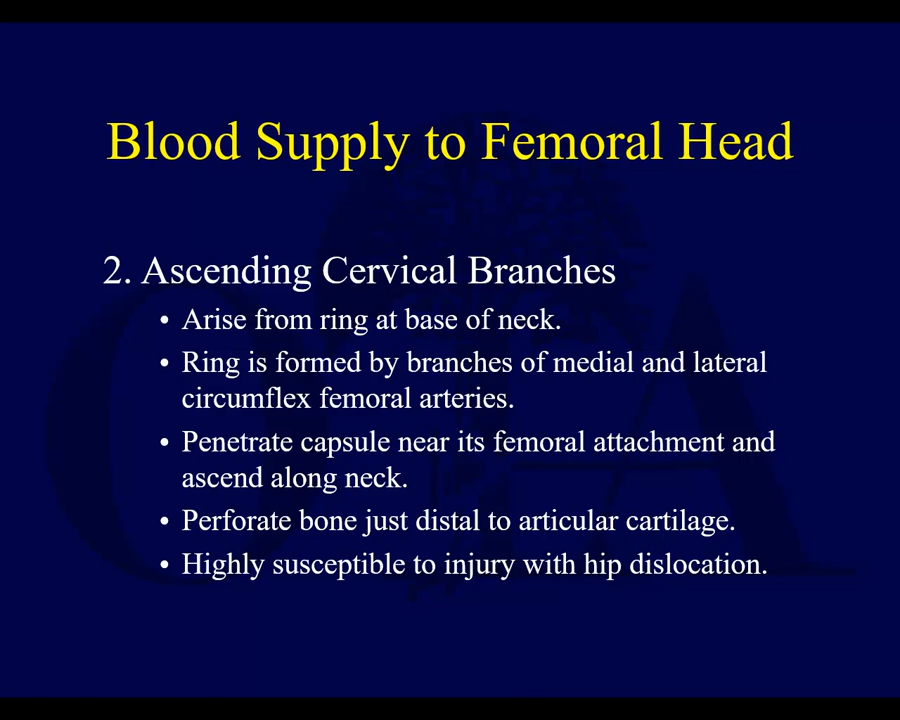 Blood Supply to Femoral Head
2. Ascending Cervical Branches
• Arise from ring at base of neck.
• Ring is formed by branches of medial and lateral
circumflex femoral arteries.
• Penetrate capsule near its femoral attachment and
ascend along neck.
• Perforate bone just distal to articular cartilage.
• Highly susceptible to injury with hip dislocation.
OTA